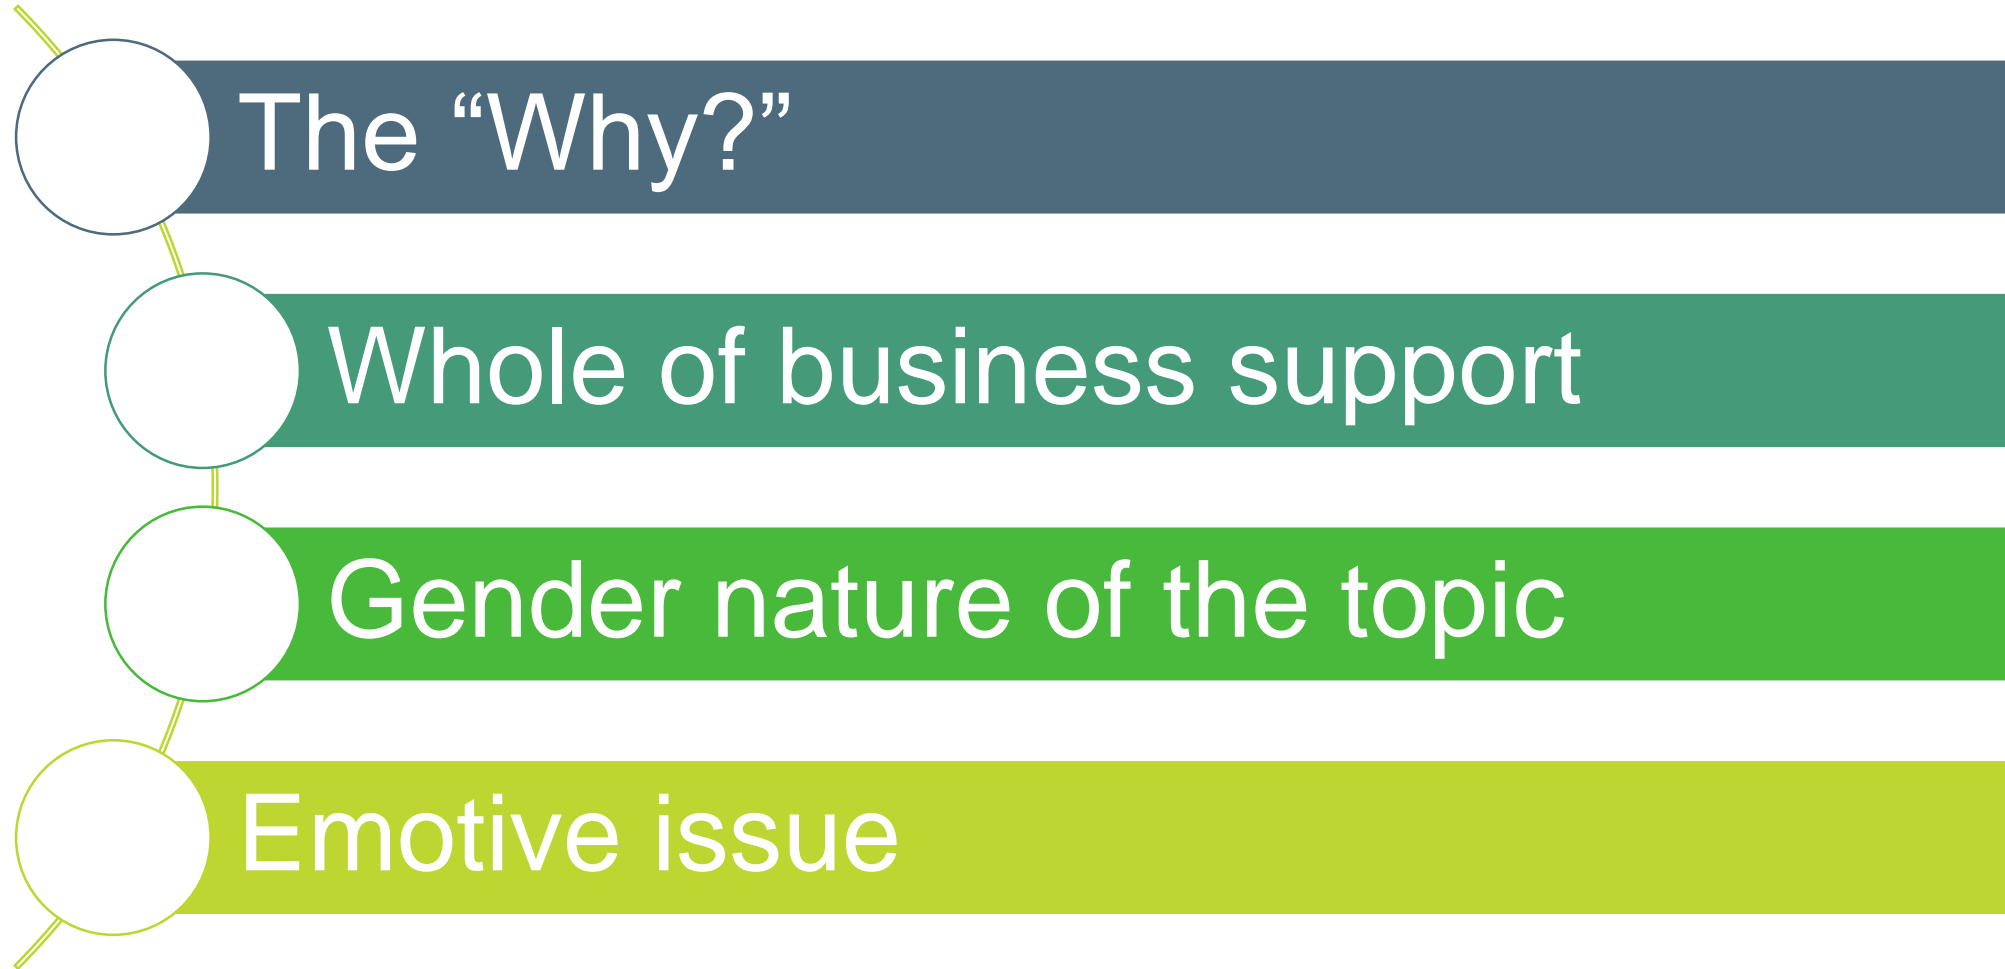 The “Why?”
Whole of business support
Gender nature of the topic
Emotive issue